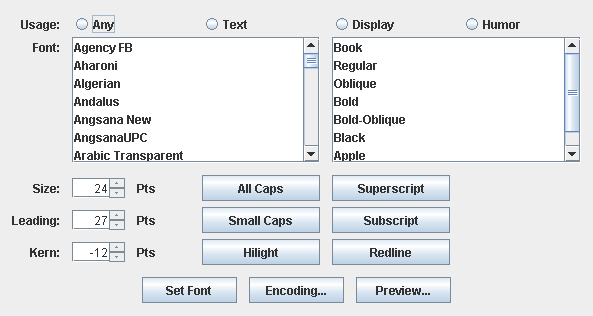 Usage: Any Text Display Humor
Font: Agency FB Book
Aharoni Regular
Algerian Oblique
Andalus Bold
Angsana New Bold-Oblique
AngsanaUPC Black
Arabic Transparent Apple
Size: 24 Pts All Caps Superscript
Leading: 27 Pts Small Caps Subscript
Kern: -12 Pts Hilight Redline
Set Font Encoding... Preview...